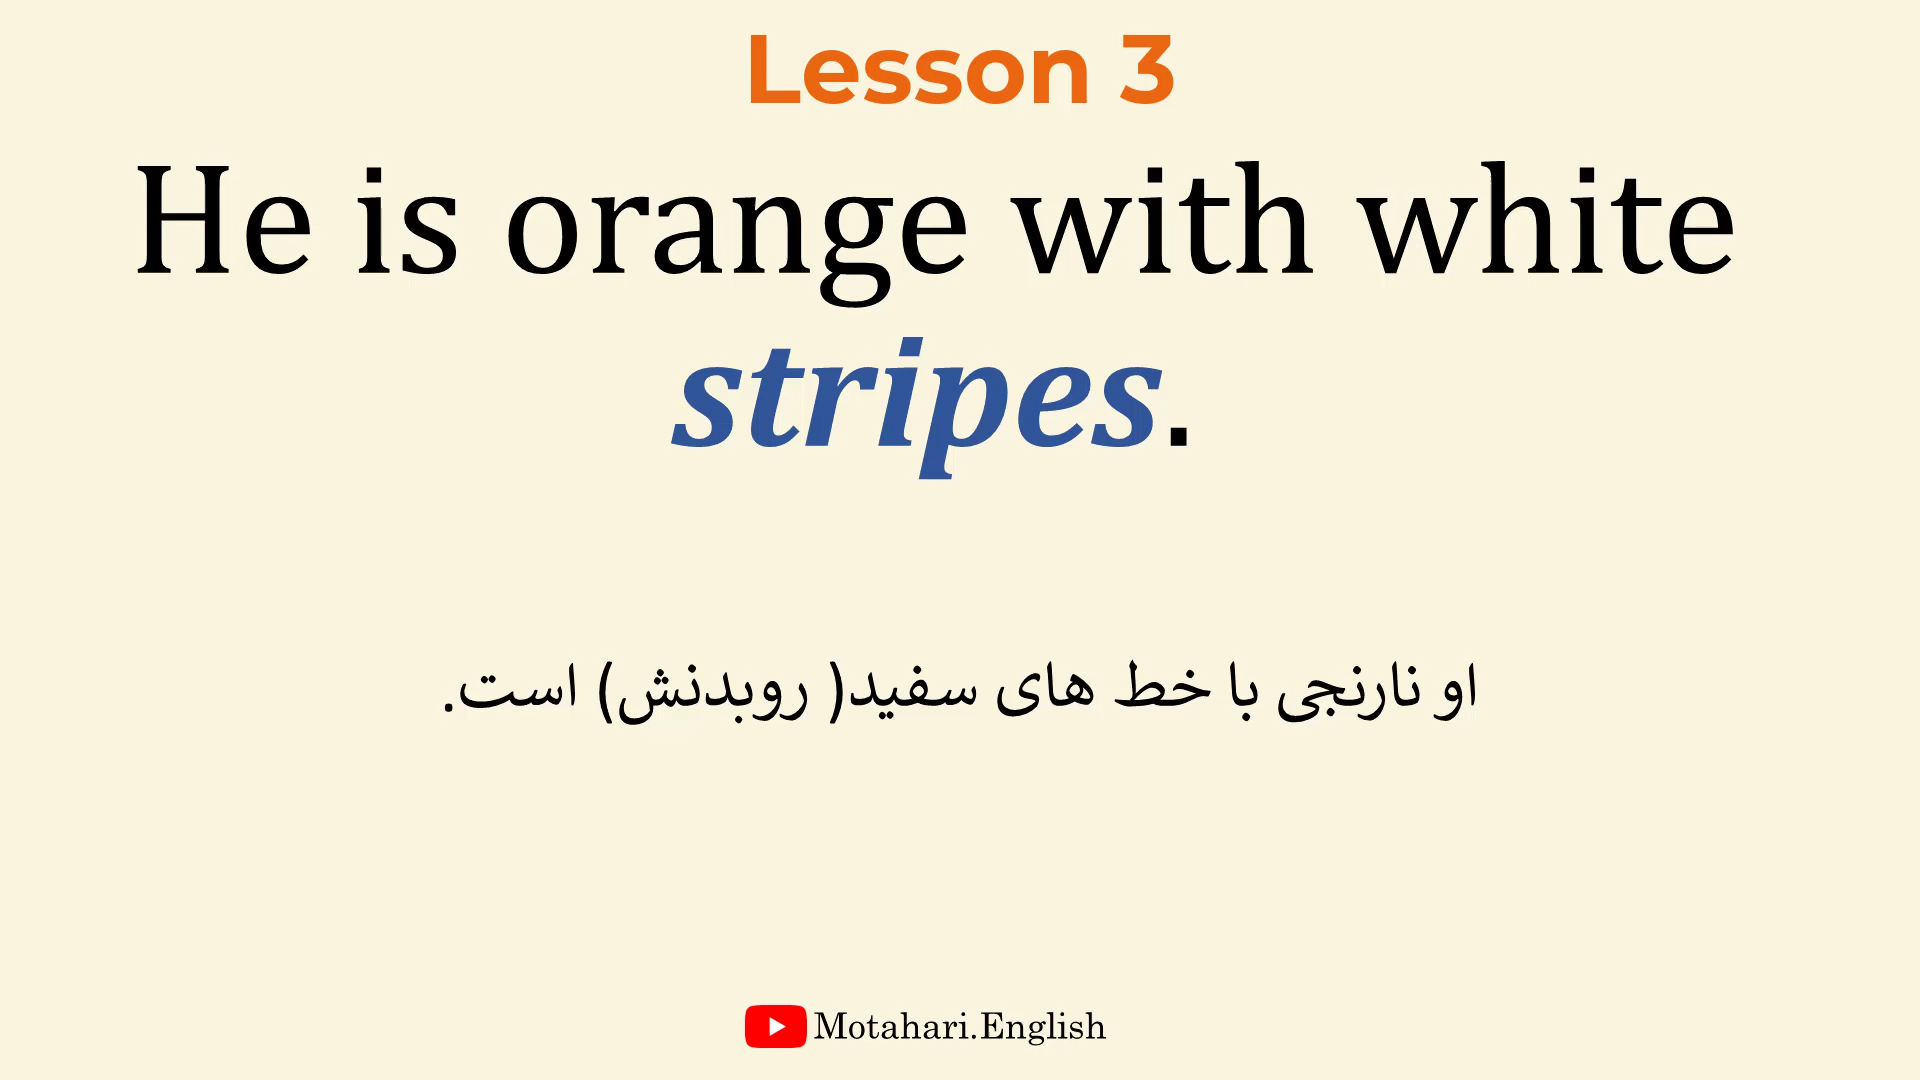 Lesson 3
He is orange with white
stripes.
او نارنجی با خط های سفید( روبدنش) است.
Motahari.English